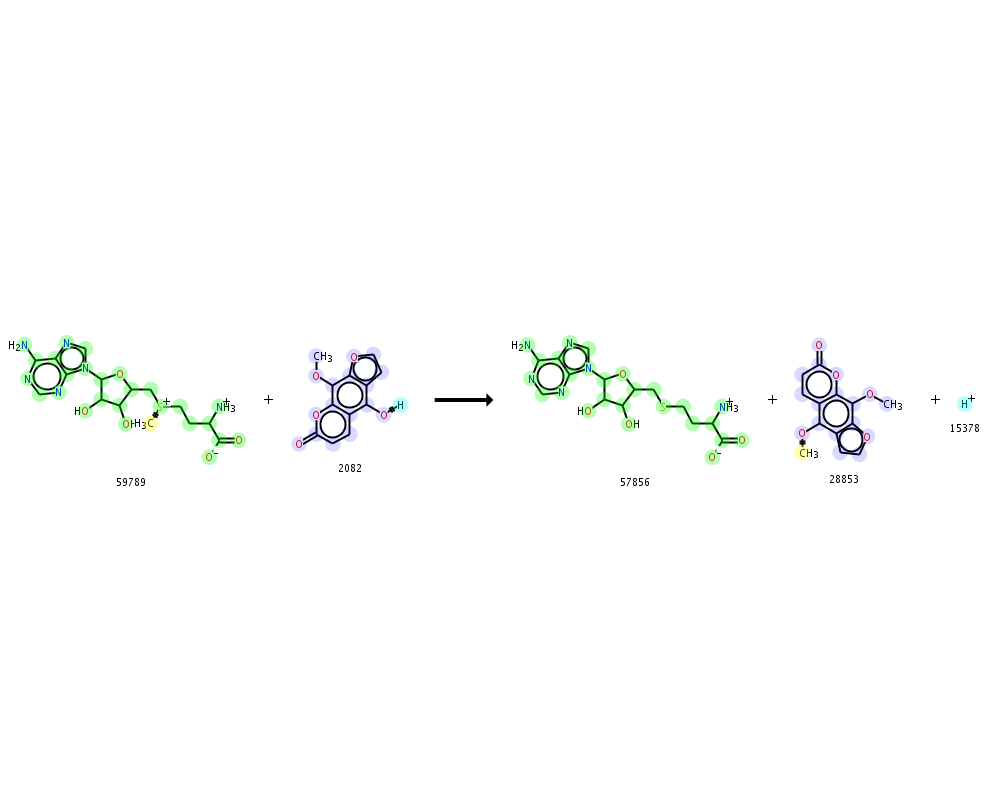 H2N N N N N N O HO OH H3C S+ NH3+ O O-
+
CH3 O O O O O H
H2N N N N N N O HO OH S NH3+ O O-
+
O O O CH3 O CH3 O
+
H+
59789
2082
57856
28853
15378